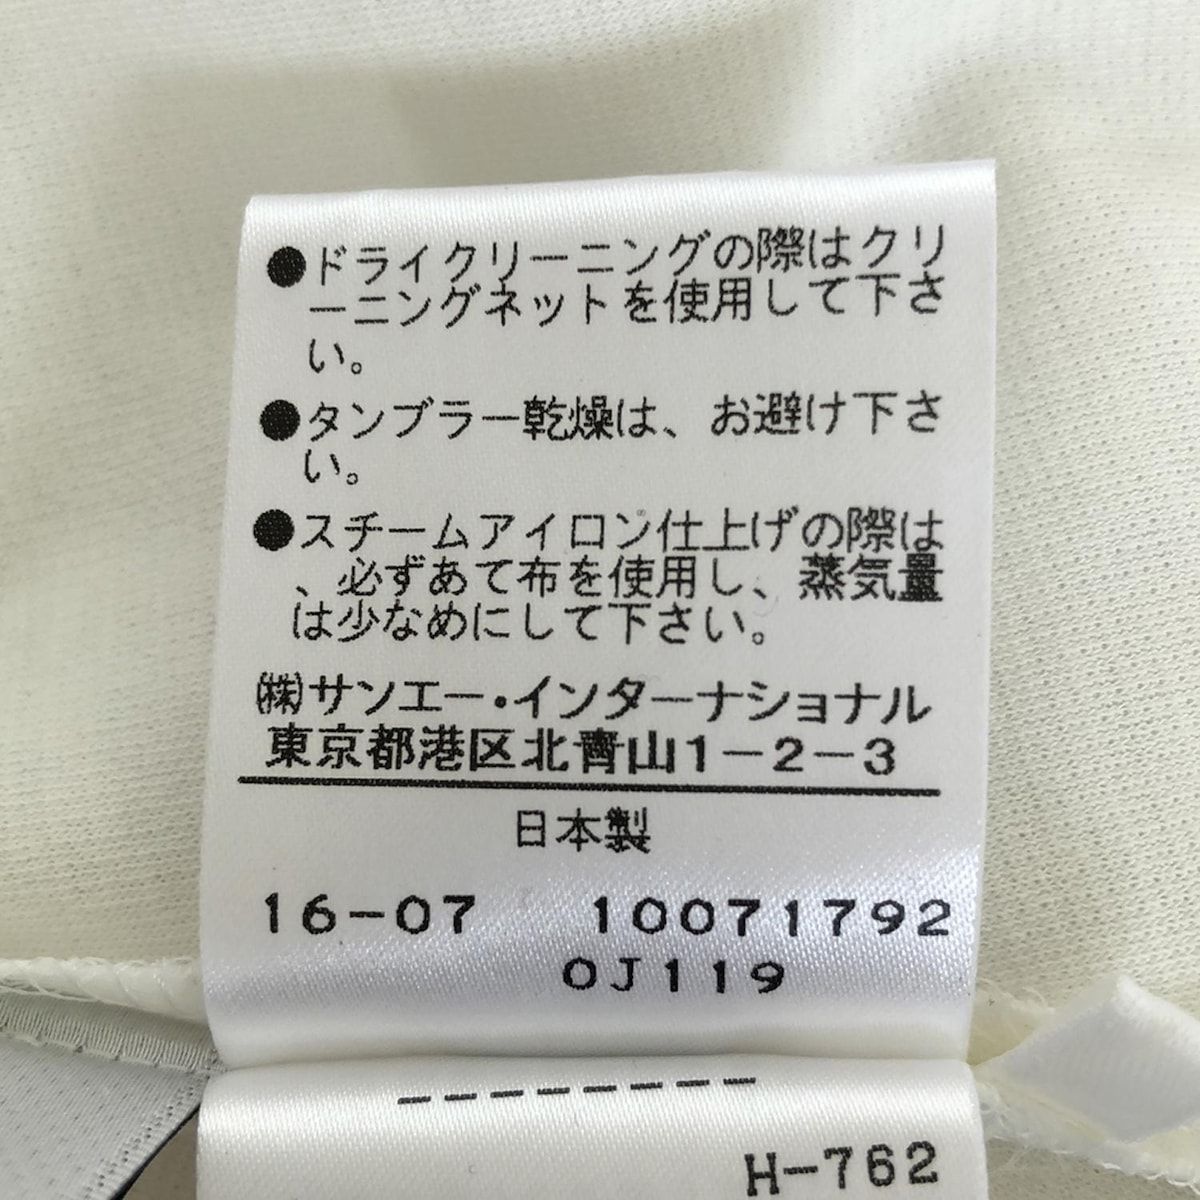 ●ドライクリーニングの際はクリ
ーニングネットを使用して下さ
い。
●タンブラー乾燥は、お避け下さ
い。
●スチームアイロン仕上げの際は
、必ずあて布を使用し、蒸気量
は少なめにして下さい。
㈱サンエー・インターナショナル
東京都港区北青山1-2-3
日本製
16-07 10071792
0J119
--------
H-762